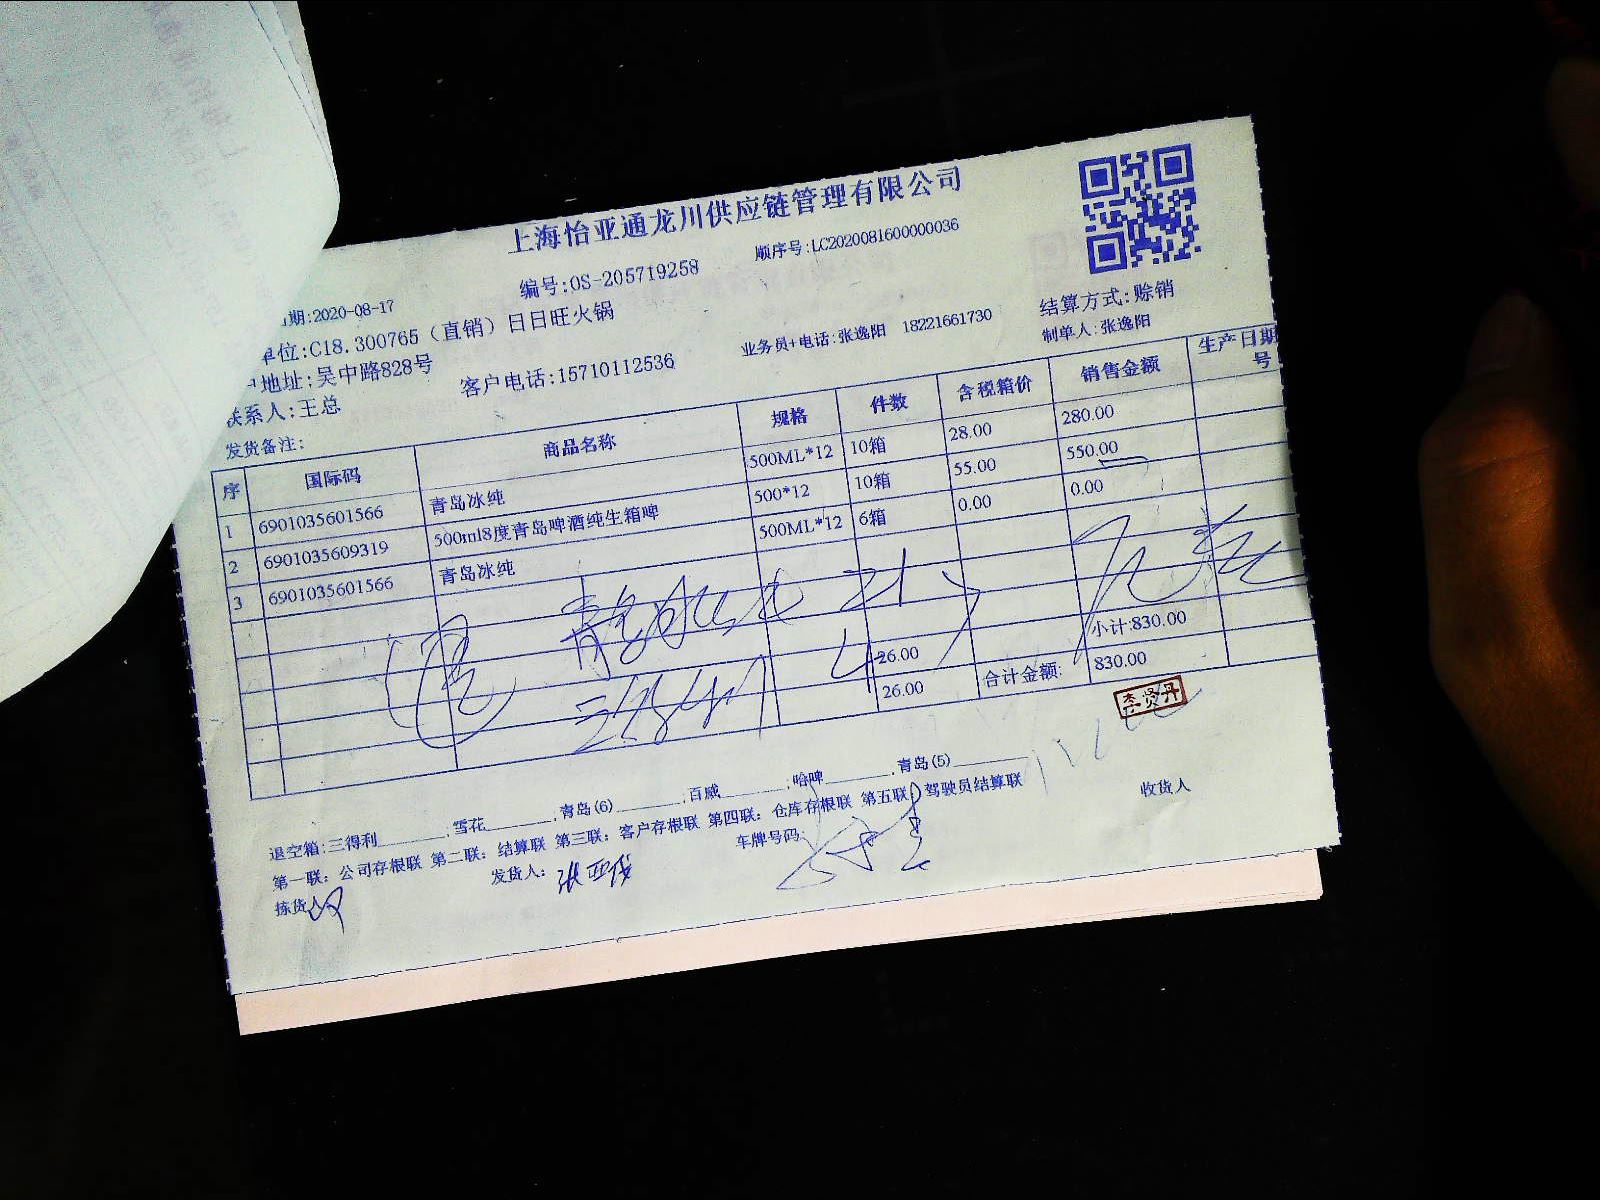 上海怡亚通龙川供应链管理有限公司
编号:OS-205719258
顺序号:LC2020081600000036
期:2020-08-17
单位:C18.300765（直销）日日旺火锅
结算方式:赊销
地址:吴中路828号
客户电话:15710112536
业务员+电话:张逸阳 18221661730
制单人:张逸阳
联系人:王总
发货备注:
序 国际码 商品名称 规格 件数 含税箱价 销售金额 生产日期
号
1 6901035601566 青岛冰纯 500ML*12 10箱 28.00 280.00
2 6901035609319 500ml8度青岛啤酒纯生箱啤 500*12 10箱 55.00 550.00
3 6901035601566 青岛冰纯 500ML*12 6箱 0.00 0.00
青岛冰
26.00 小计:830.00
26.00 合计金额: 830.00
李贤丹
退空箱:三得利 ,雪花 ,青岛(6) ,百威 ,哈啤 ,青岛(5)
第一联：公司存根联 第二联：结算联 第三联：客户存根联 第四联：仓库存根联 第五联 驾驶员结算联
拣货 发货人: 张亚俊 车牌号码: 收货人